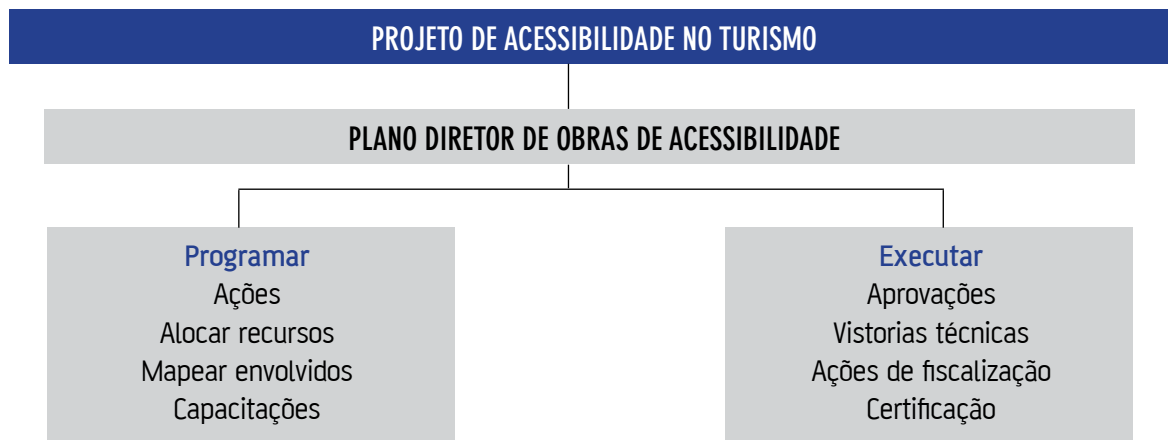 PROJETO DE ACESSIBILIDADE NO TURISMO
PLANO DIRETOR DE OBRAS DE ACESSIBILIDADE
Programar
Ações
Alocar recursos
Mapear envolvidos
Capacitações
Executar
Aprovações
Vistorias técnicas
Ações de fiscalização
Certificação